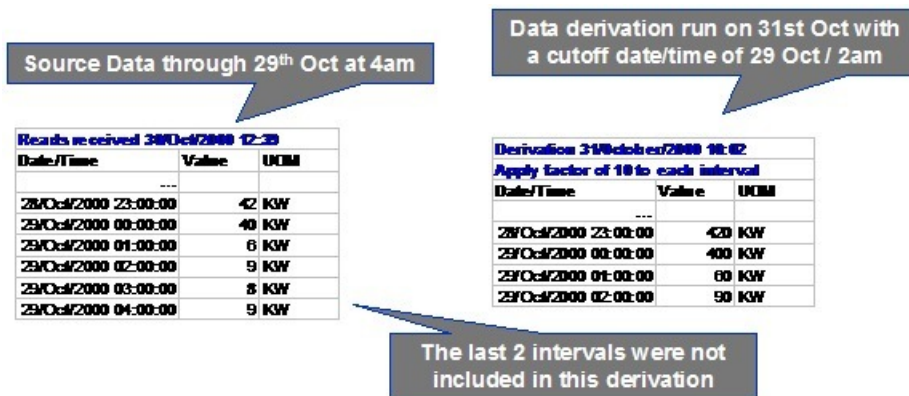 Source Data through 29th Oct at 4am
Data derivation run on 31st Oct with
a cutoff date/time of 29 Oct / 2am
Reads received 30/Oct/2000 12:39
Date/Time Value UOM
...
28/Oct/2000 23:00:00 42 KW
29/Oct/2000 00:00:00 40 KW
29/Oct/2000 01:00:00 6 KW
29/Oct/2000 02:00:00 9 KW
29/Oct/2000 03:00:00 8 KW
29/Oct/2000 04:00:00 9 KW
Derivation 31/October/2000 10:02
Apply factor of 10 to each interval
Date/Time Value UOM
...
28/Oct/2000 23:00:00 420 KW
29/Oct/2000 00:00:00 400 KW
29/Oct/2000 01:00:00 60 KW
29/Oct/2000 02:00:00 90 KW
The last 2 intervals were not
included in this derivation